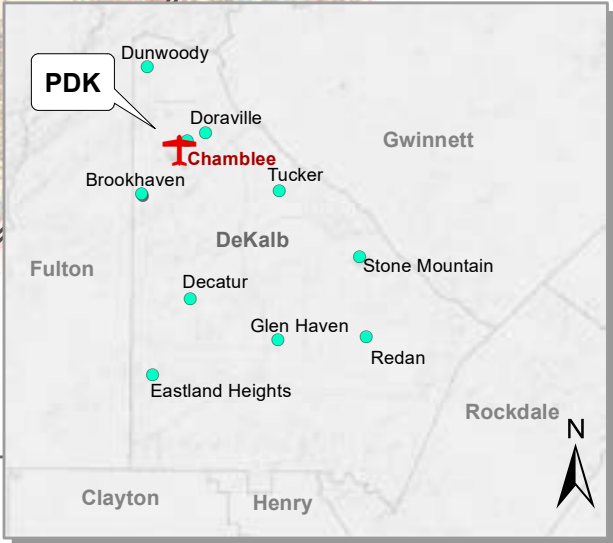 Dunwoody
PDK
Doraville
Gwinnett
Chamblee
Brookhaven
Tucker
DeKalb
Fulton
Stone Mountain
Decatur
Glen Haven
Redan
Eastland Heights
Rockdale
N
Clayton
Henry